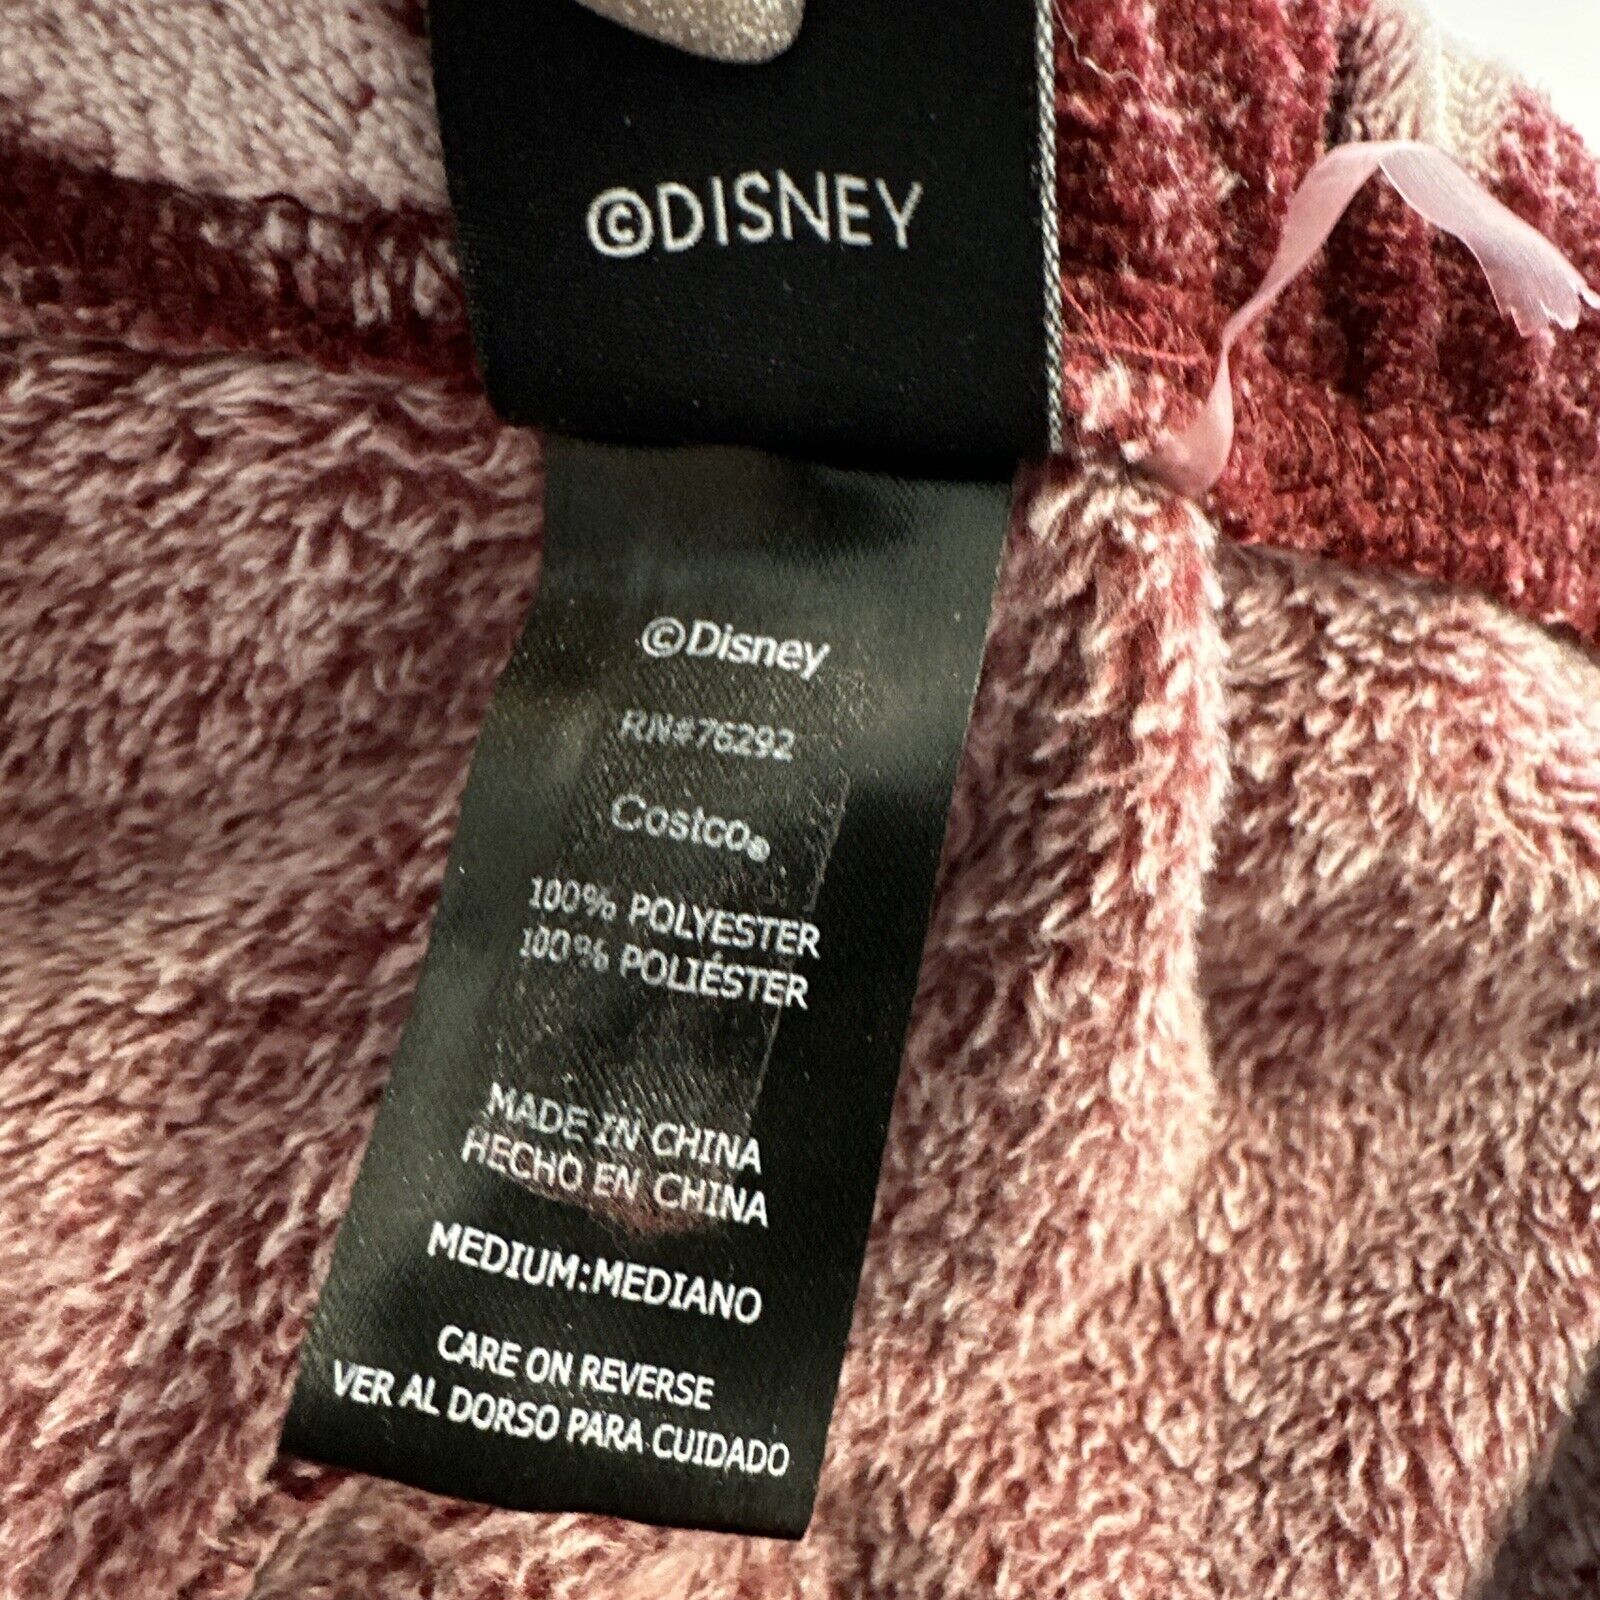 ©DISNEY
©Disney
RN#76292
Costco®
100% POLYESTER
100% POLIÉSTER
MADE IN CHINA
HECHO EN CHINA
MEDIUM:MEDIANO
CARE ON REVERSE
VER AL DORSO PARA CUIDADO